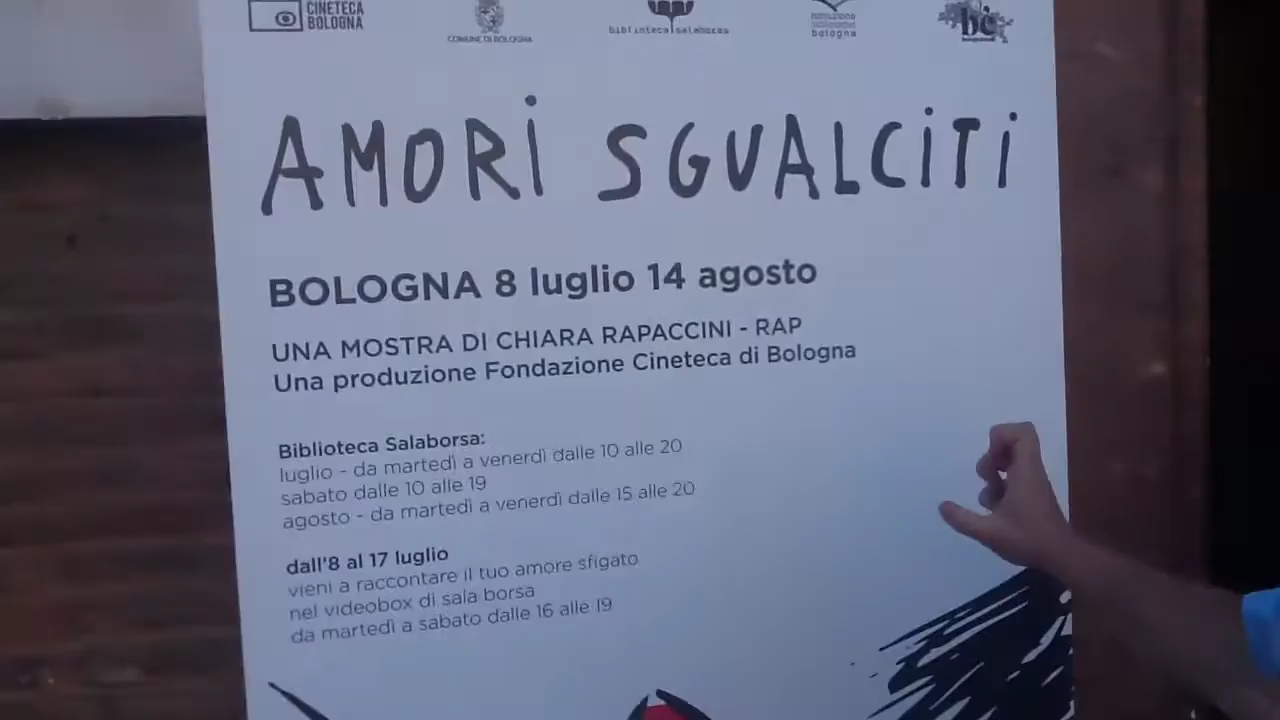 CINETECA
BOLOGNA
COMUNE DI BOLOGNA
biblioteca salaborsa
bologna
bè
AMORI SGUALCITI
BOLOGNA 8 luglio 14 agosto
UNA MOSTRA DI CHIARA RAPACCINI - RAP
Una produzione Fondazione Cineteca di Bologna
Biblioteca Salaborsa:
luglio - da martedì a venerdì dalle 10 alle 20
sabato dalle 10 alle 19
agosto - da martedì a venerdì dalle 15 alle 20
dall'8 al 17 luglio
vieni a raccontare il tuo amore sfigato
nel videobox di sala borsa
da martedì a sabato dalle 16 alle 19